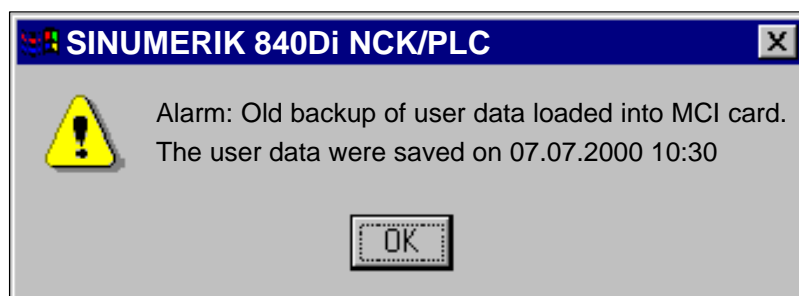 SINUMERIK 840Di NCK/PLC
Alarm: Old backup of user data loaded into MCI card.
The user data were saved on 07.07.2000 10:30
OK